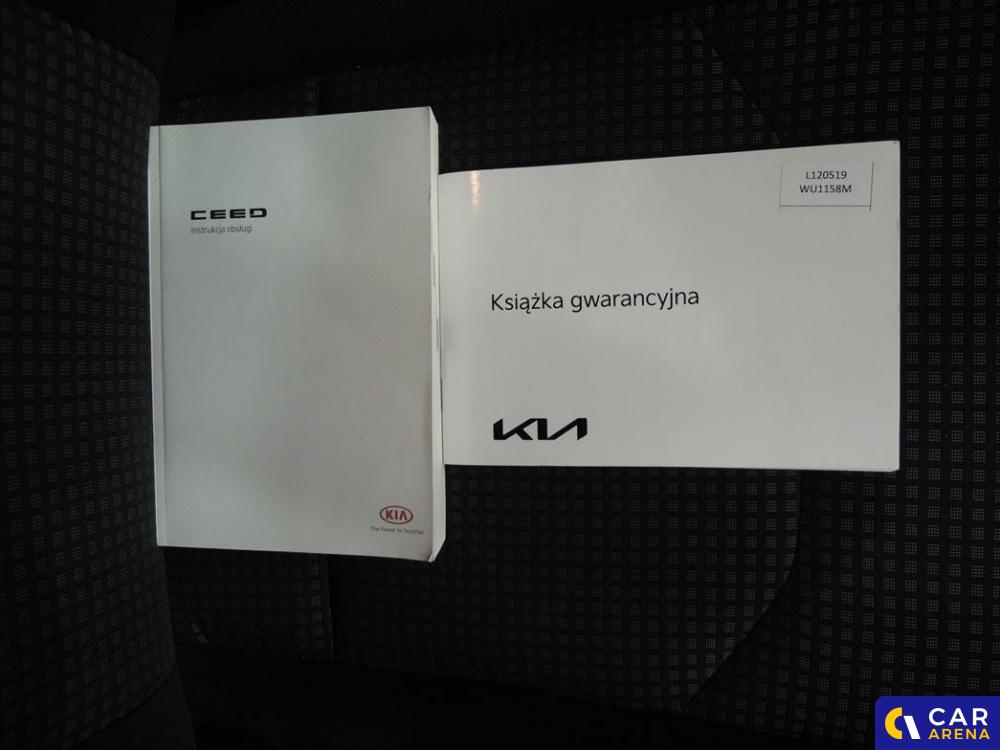 CEED
Instrukcja obsługi
KIA
The Power to Surprise
L120519
WU1158M
Książka gwarancyjna
KIA
CAR
ARENA